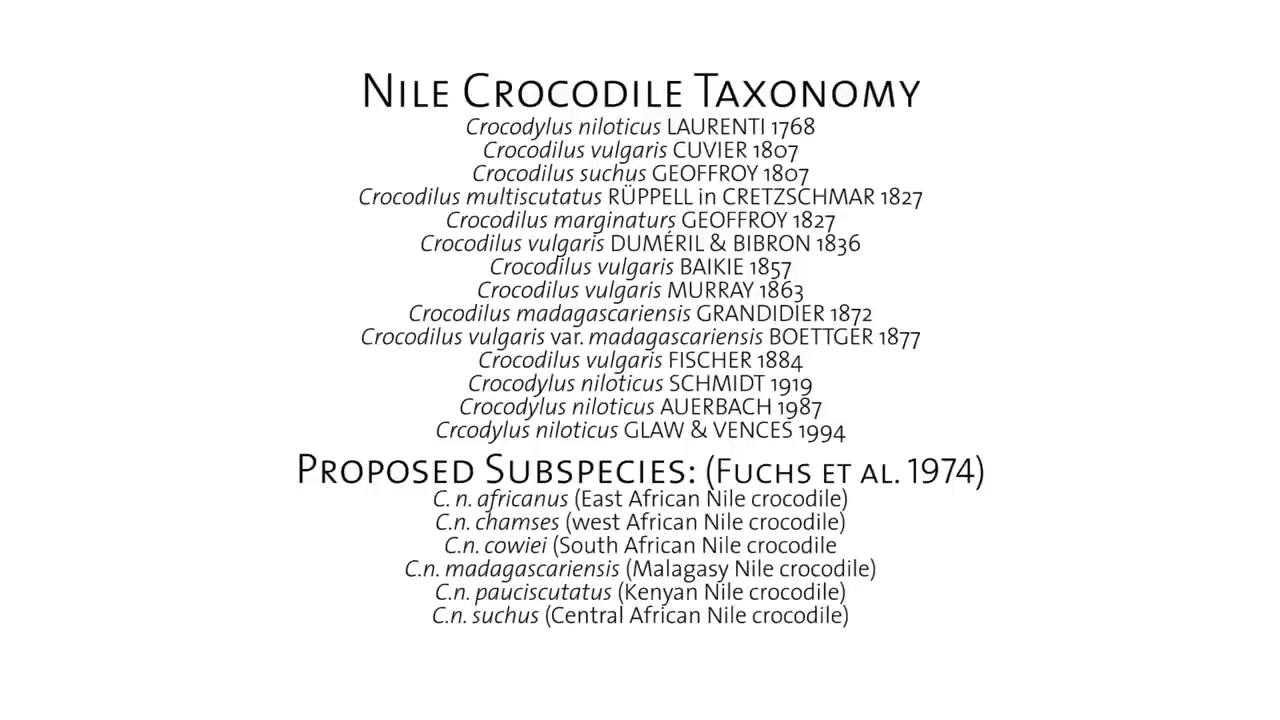 Nile Crocodile Taxonomy
Crocodylus niloticus LAURENTI 1768
Crocodilus vulgaris CUVIER 1807
Crocodilus suchus GEOFFROY 1807
Crocodilus multiscutatus RÜPPELL in CRETZSCHMAR 1827
Crocodilus marginaturs GEOFFROY 1827
Crocodilus vulgaris DUMÉRIL & BIBRON 1836
Crocodilus vulgaris BAIKIE 1857
Crocodilus vulgaris MURRAY 1863
Crocodilus madagascariensis GRANDIDIER 1872
Crocodilus vulgaris var. madagascariensis BOETTGER 1877
Crocodilus vulgaris FISCHER 1884
Crocodylus niloticus SCHMIDT 1919
Crocodylus niloticus AUERBACH 1987
Crcodylus niloticus GLAW & VENCES 1994
Proposed Subspecies: (Fuchs et al. 1974)
C. n. africanus (East African Nile crocodile)
C.n. chamses (west African Nile crocodile)
C.n. cowiei (South African Nile crocodile
C.n. madagascariensis (Malagasy Nile crocodile)
C.n. pauciscutatus (Kenyan Nile crocodile)
C.n. suchus (Central African Nile crocodile)